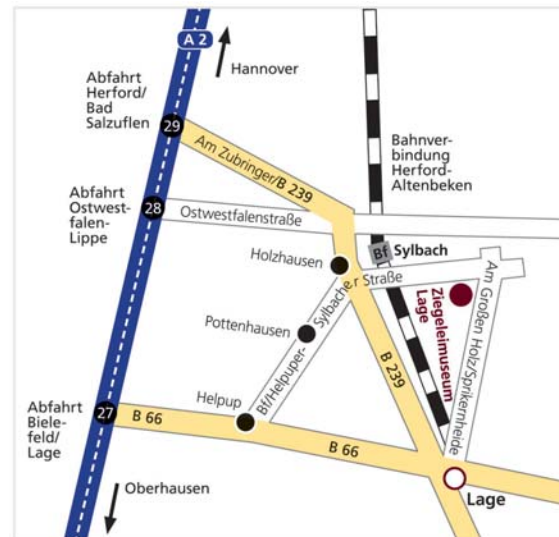 A 2
Hannover
Abfahrt
Herford/
Bad
Salzuflen
29
Am Zubringer/B 239
Bahnver-
bindung
Herford-
Altenbeken
Abfahrt
Ostwest-
falen-
Lippe
28
Ostwestfalenstraße
Bf
Sylbach
Holzhausen
Bf/Helpuper-
Sylbacher Straße
Am Großen Holz/Sprikernheide
Ziegeleimuseum
Lage
Pottenhausen
B 239
Helpup
Abfahrt
Biele-
feld/
Lage
27
B 66
B 66
Lage
Oberhausen